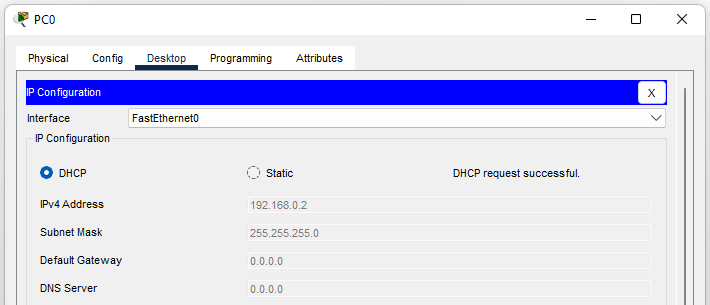 PC0
Physical Config Desktop Programming Attributes
IP Configuration X
Interface FastEthernet0
IP Configuration
DHCP Static DHCP request successful.
IPv4 Address 192.168.0.2
Subnet Mask 255.255.255.0
Default Gateway 0.0.0.0
DNS Server 0.0.0.0